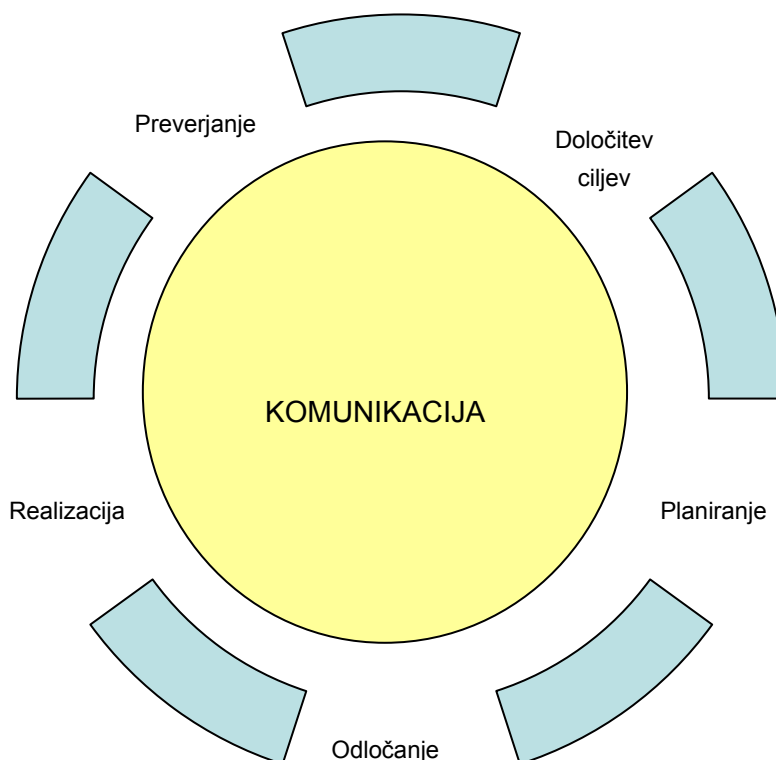 Preverjanje
Določitev
ciljev
KOMUNIKACIJA
Realizacija
Planiranje
Odločanje